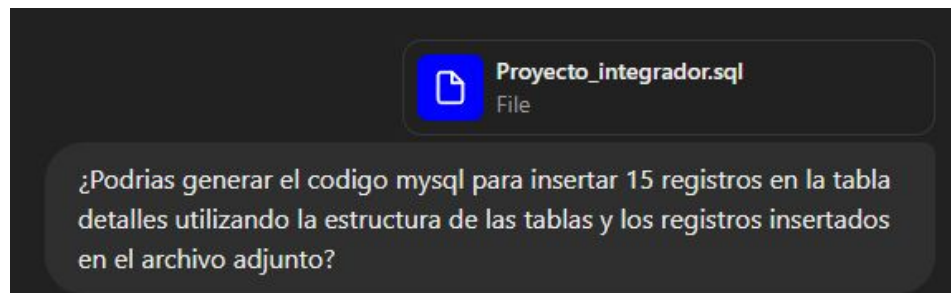 Proyecto_integrador.sql
File
¿Podrias generar el codigo mysql para insertar 15 registros en la tabla
detalles utilizando la estructura de las tablas y los registros insertados
en el archivo adjunto?